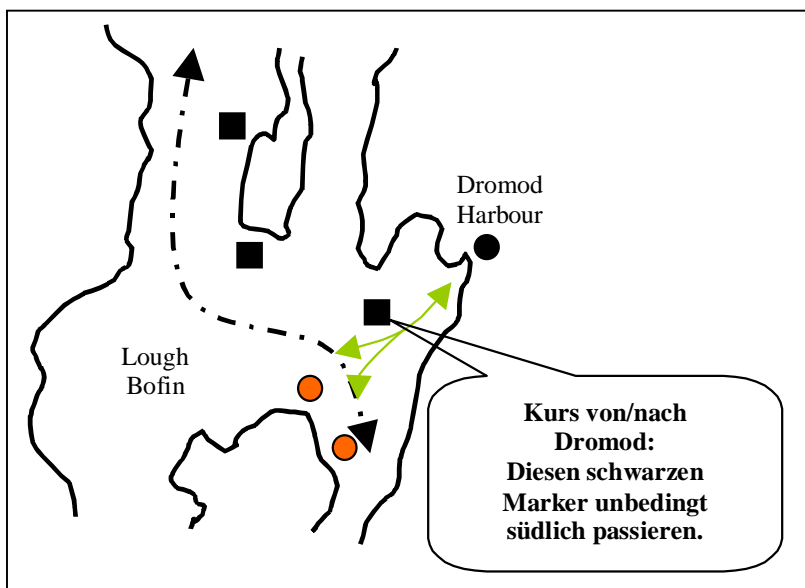 Dromod
Harbour
Lough
Bofin
Kurs von/nach
Dromod:
Diesen schwarzen
Marker unbedingt
südlich passieren.